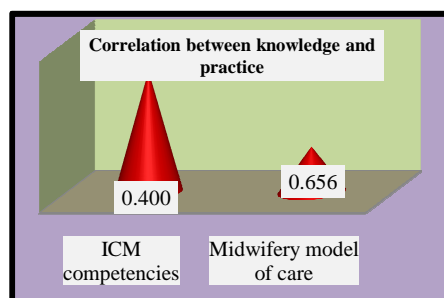 Correlation between knowledge and
practice
0.400
0.656
ICM
competencies
Midwifery model
of care